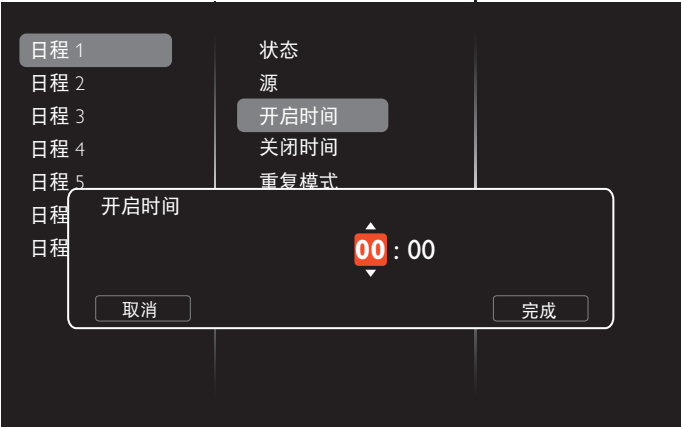 日程 1
日程 2
日程 3
日程 4
日程 5
日程
日程
状态
源
开启时间
关闭时间
重复模式
开启时间
00 : 00
取消
完成